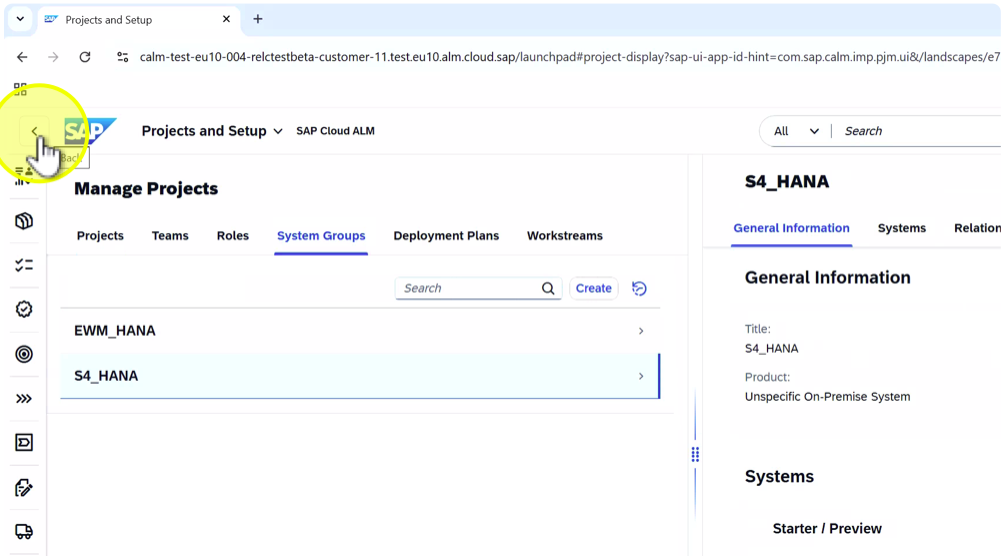 Projects and Setup
calm-test-eu10-004-relctestbeta-customer-11.test.eu10.alm.cloud.sap/launchpad#project-display?sap-ui-app-id-hint=com.sap.calm.imp.pjm.ui&/landscapes/e7
SAP Projects and Setup SAP Cloud ALM All Search
Back
Manage Projects
Projects Teams Roles System Groups Deployment Plans Workstreams
Search Create
EWM_HANA
S4_HANA
S4_HANA
General Information Systems Relation
General Information
Title:
S4_HANA
Product:
Unspecific On-Premise System
Systems
Starter / Preview